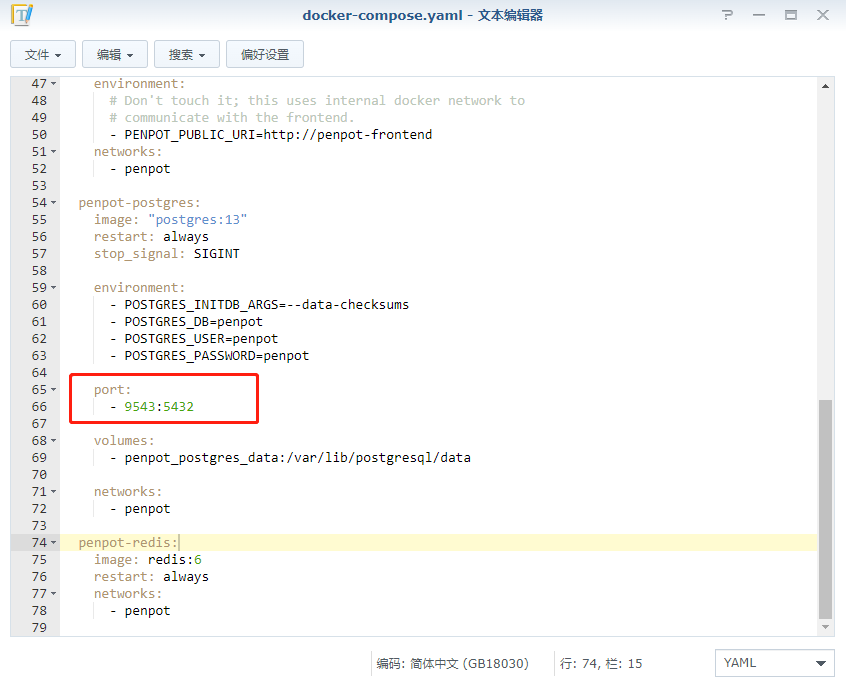 docker-compose.yaml - 文本编辑器
文件 编辑 搜索 偏好设置
47 environment:
48 # Don't touch it; this uses internal docker network to
49 # communicate with the frontend.
50 - PENPOT_PUBLIC_URI=http://penpot-frontend
51 networks:
52 - penpot
53
54 penpot-postgres:
55 image: "postgres:13"
56 restart: always
57 stop_signal: SIGINT
58
59 environment:
60 - POSTGRES_INITDB_ARGS=--data-checksums
61 - POSTGRES_DB=penpot
62 - POSTGRES_USER=penpot
63 - POSTGRES_PASSWORD=penpot
64
65 port:
66 - 9543:5432
67
68 volumes:
69 - penpot_postgres_data:/var/lib/postgresql/data
70
71 networks:
72 - penpot
73
74 penpot-redis:
75 image: redis:6
76 restart: always
77 networks:
78 - penpot
79
编码: 简体中文 (GB18030) 行: 74, 栏: 15 YAML